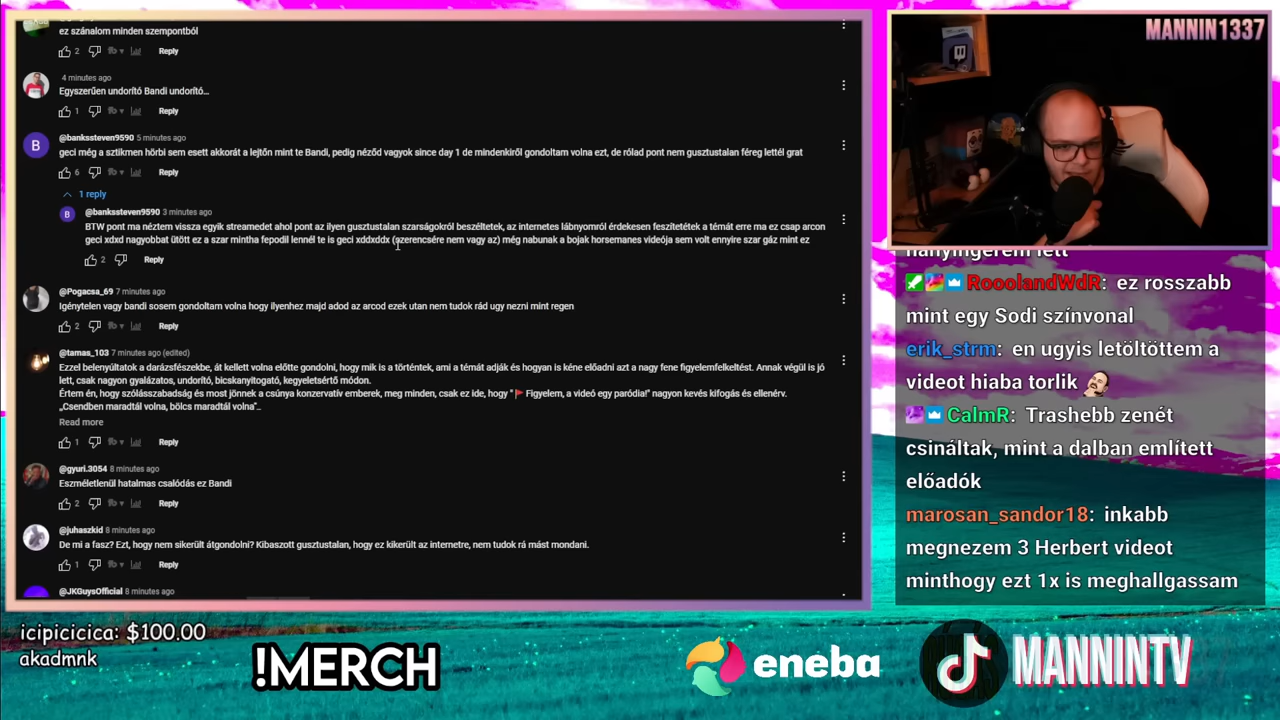 ez szánalom minden szempontból
2 Reply
4 minutes ago
Egyszerűen undorító Bandi undorító...
1 Reply
B @bankssteven9590 5 minutes ago
geci még a sztikmen hörbi sem esett akkorát a lejtőn mint te Bandi, pedig néződ vagyok since day 1 de mindenkiről gondoltam volna ezt, de rólad pont nem gusztustalan féreg lettél grat
6 Reply
1 reply
B @bankssteven9590 3 minutes ago
BTW pont ma néztem vissza egyik streamedet ahol pont az ilyen gusztustalan szarságokról beszéltetek, az internetes lábnyomról érdekesen feszítetétek a témát erre ma ez csap arcon
geci xdxd nagyobbat ütött ez a szar mintha fepodil lennél te is geci xddxddx (szerencsére nem vagy az) még nabunak a bojak horsemanes videója sem volt ennyire szar gáz mint ez
2 Reply
@Pogacsa_69 7 minutes ago
Igénytelen vagy bandi sosem gondoltam volna hogy ilyenhez majd adod az arcod ezek utan nem tudok rád ugy nezni mint regen
2 Reply
@tamas_103 7 minutes ago (edited)
Ezzel belenyúltatok a darázsfészekbe, át kellett volna előtte gondolni, hogy mik is a történtek, ami a témát adják és hogyan is kéne előadni azt a nagy fene figyelemfelkeltést. Annak végül is jó
lett, csak nagyon gyalázatos, undorító, bicskanyitogató, kegyeletsértő módon.
Értem én, hogy szólásszabadság és most jönnek a csúnya konzervatív emberek, meg minden, csak ez ide, hogy "🚩 Figyelem, a videó egy paródia!" nagyon kevés kifogás és ellenérv.
„Csendben maradtál volna, bölcs maradtál volna"...
Read more
1 Reply
@gyuri.3054 8 minutes ago
Eszméletlenül hatalmas csalódás ez Bandi
2 Reply
@juhaszkid 8 minutes ago
De mi a fasz? Ezt, hogy nem sikerült átgondolni? Kibaszott gusztustalan, hogy ez kikerült az internetre, nem tudok rá mást mondani.
1 Reply
@JKGuysOfficial 8 minutes ago
MANNIN1337
hányingerem lett
RooolandWdR: ez rosszabb
mint egy Sodi színvonal
erik_strm: en ugyis letöltöttem a
videot hiaba torlik
CalmR: Trashebb zenét
csináltak, mint a dalban említett
előadók
marosan_sandor18: inkabb
megnezem 3 Herbert videot
minthogy ezt 1x is meghallgassam
icipicicica: $100.00
akadmnk
!MERCH
eneba
MANNINTV